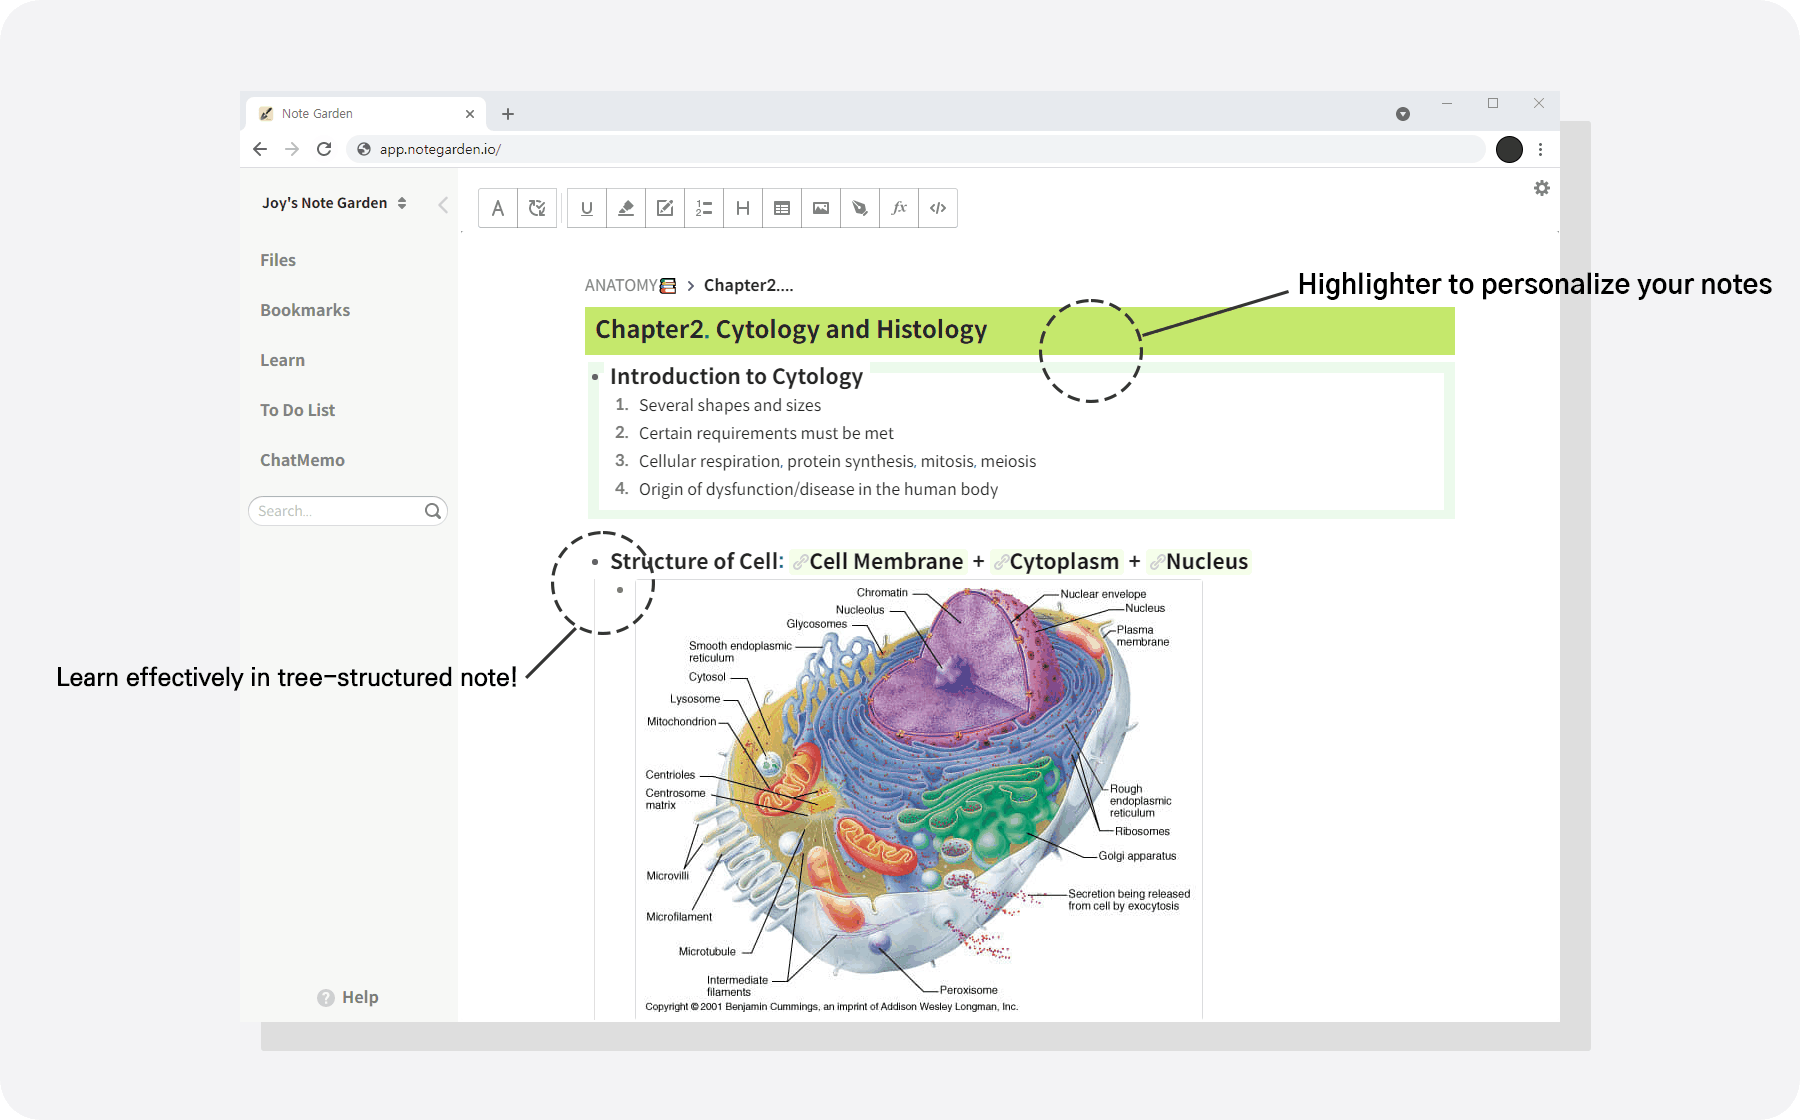 Note Garden
app.notegarden.io/
Joy's Note Garden
Files
Bookmarks
Learn
To Do List
ChatMemo
Search...
Help
A
U
1
2
H
fx
</>
ANATOMY > Chapter2....
Highlighter to personalize your notes
Chapter2. Cytology and Histology
• Introduction to Cytology
1. Several shapes and sizes
2. Certain requirements must be met
3. Cellular respiration, protein synthesis, mitosis, meiosis
4. Origin of dysfunction/disease in the human body
• Structure of Cell: Cell Membrane + Cytoplasm + Nucleus
Learn effectively in tree-structured note!
Chromatin
Nucleolus
Glycosomes
Smooth endoplasmic
reticulum
Cytosol
Lysosome
Mitochondrion
Centrioles
Centrosome
matrix
Microvilli
Microfilament
Microtubule
Intermediate
filaments
Nuclear envelope
Nucleus
Plasma
membrane
Rough
endoplasmic
reticulum
Ribosomes
Golgi apparatus
Secretion being released
from cell by exocytosis
Peroxisome
Copyright © 2001 Benjamin Cummings, an imprint of Addison Wesley Longman, Inc.